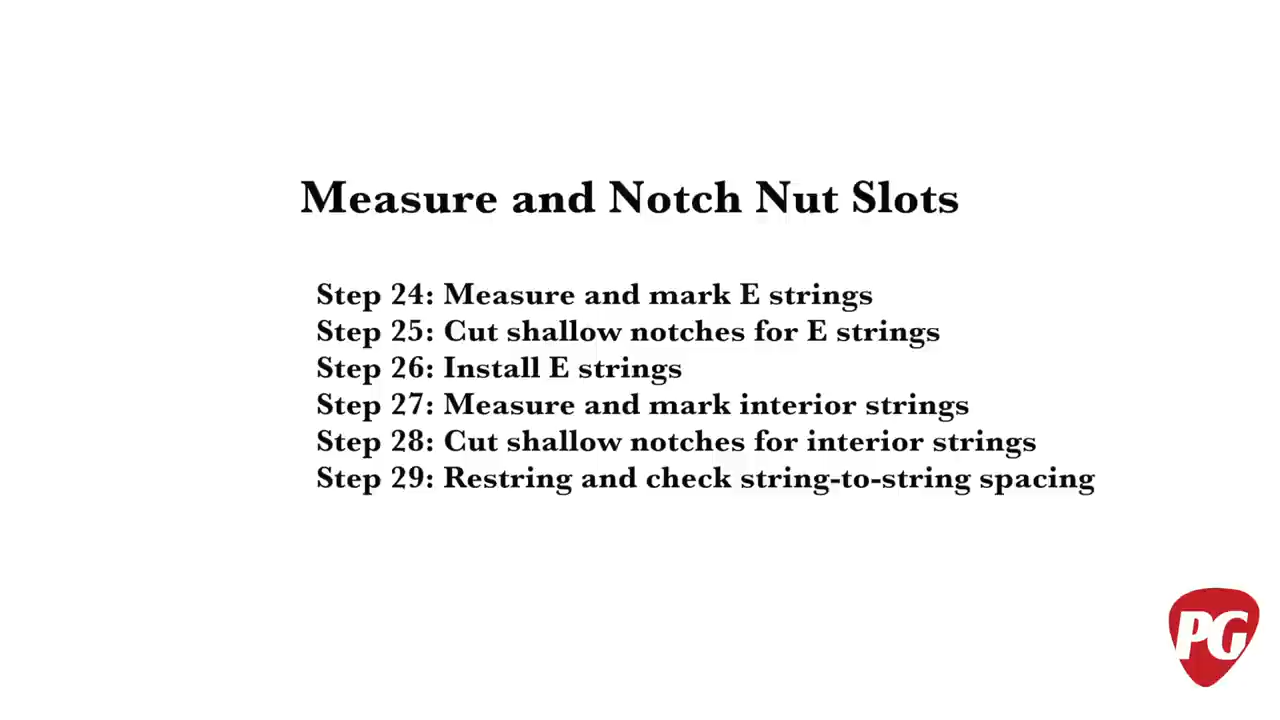 Measure and Notch Nut Slots
Step 24: Measure and mark E strings
Step 25: Cut shallow notches for E strings
Step 26: Install E strings
Step 27: Measure and mark interior strings
Step 28: Cut shallow notches for interior strings
Step 29: Restring and check string-to-string spacing
PG